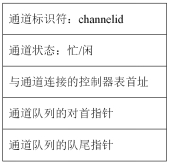 通道标识符：channelid
通道状态：忙/闲
与通道连接的控制器表首址
通道队列的对首指针
通道队列的队尾指针